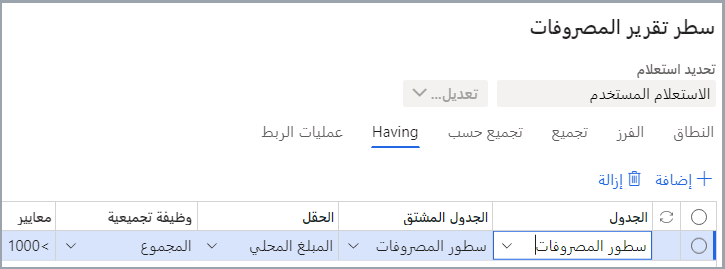 سطر تقرير المصروفات
تحديد استعلام
الاستعلام المستخدم تعديل...
النطاق الفرز تجميع تجميع حسب Having عمليات الربط
إضافة إزالة
الجدول الجدول المشتق الحقل وظيفة تجميعية معايير
سطور المصروفات سطور المصروفات المبلغ المحلي المجموع >1000